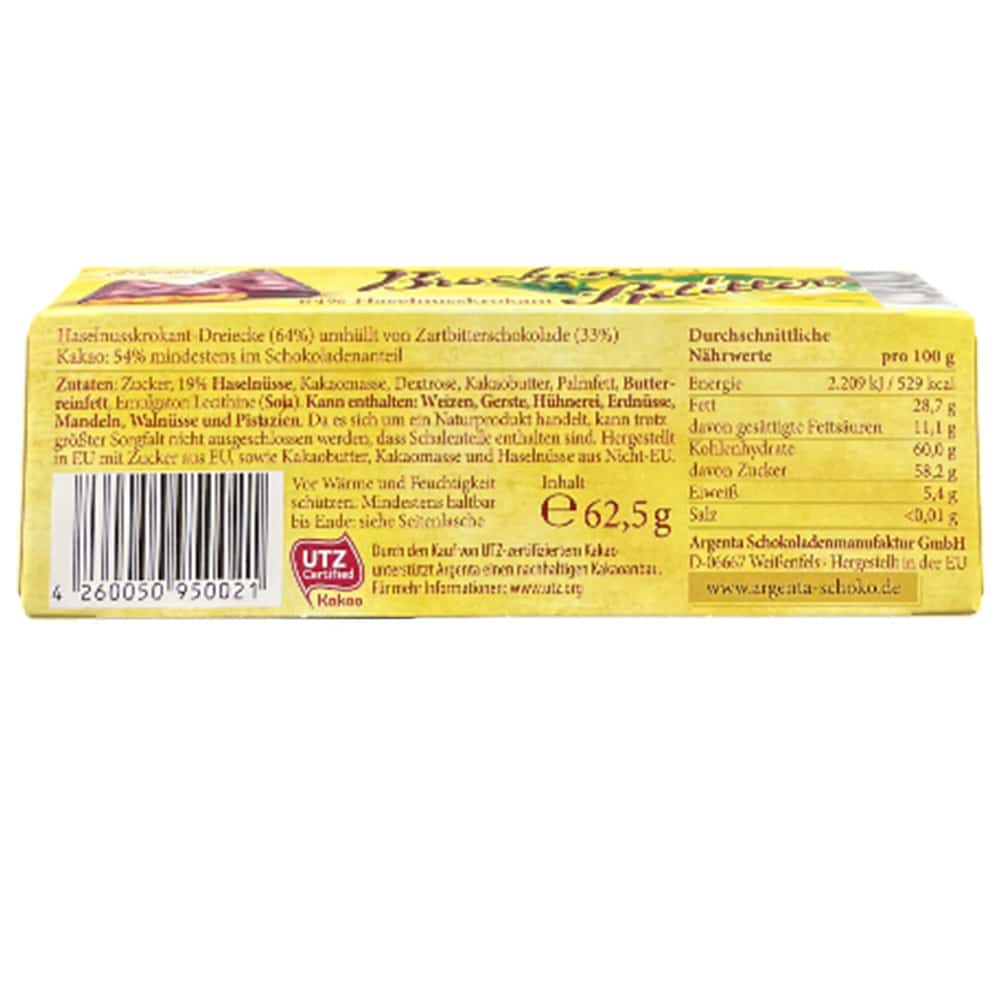 Brocken
Splitter
64% Haselnusskrokant
Haselnusskrokant-Dreiecke (64%) umhüllt von Zartbitterschokolade (33%)
Kakao: 54% mindestens im Schokoladenanteil
Zutaten: Zucker, 19% Haselnüsse, Kakaomasse, Dextrose, Kakaobutter, Palmfett, Butter-
reinfett, Emulgator: Lecithine (Soja). Kann enthalten: Weizen, Gerste, Hühnerei, Erdnüsse,
Mandeln, Walnüsse und Pistazien. Da es sich um ein Naturprodukt handelt, kann trotz
größter Sorgfalt nicht ausgeschlossen werden, dass Schalenteile enthalten sind. Hergestellt
in EU mit Zucker aus EU, sowie Kakaobutter, Kakaomasse und Haselnüsse aus Nicht-EU.
Vor Wärme und Feuchtigkeit
schützen. Mindestens haltbar
bis Ende: siehe Seitenlasche
Inhalt
℮ 62,5 g
4 260050 950021
UTZ
Certified
Kakao
Durch den Kauf von UTZ-zertifiziertem Kakao
unterstützt Argenta einen nachhaltigen Kakaoanbau.
Für mehr Informationen: www.utz.org
Durchschnittliche
Nährwerte pro 100 g
Energie 2.209 kJ / 529 kcal
Fett 28,7 g
davon gesättigte Fettsäuren 11,1 g
Kohlenhydrate 60,0 g
davon Zucker 58,2 g
Eiweiß 5,4 g
Salz <0,01 g
Argenta Schokoladenmanufaktur GmbH
D-06667 Weißenfels · Hergestellt in der EU
www.argenta-schoko.de